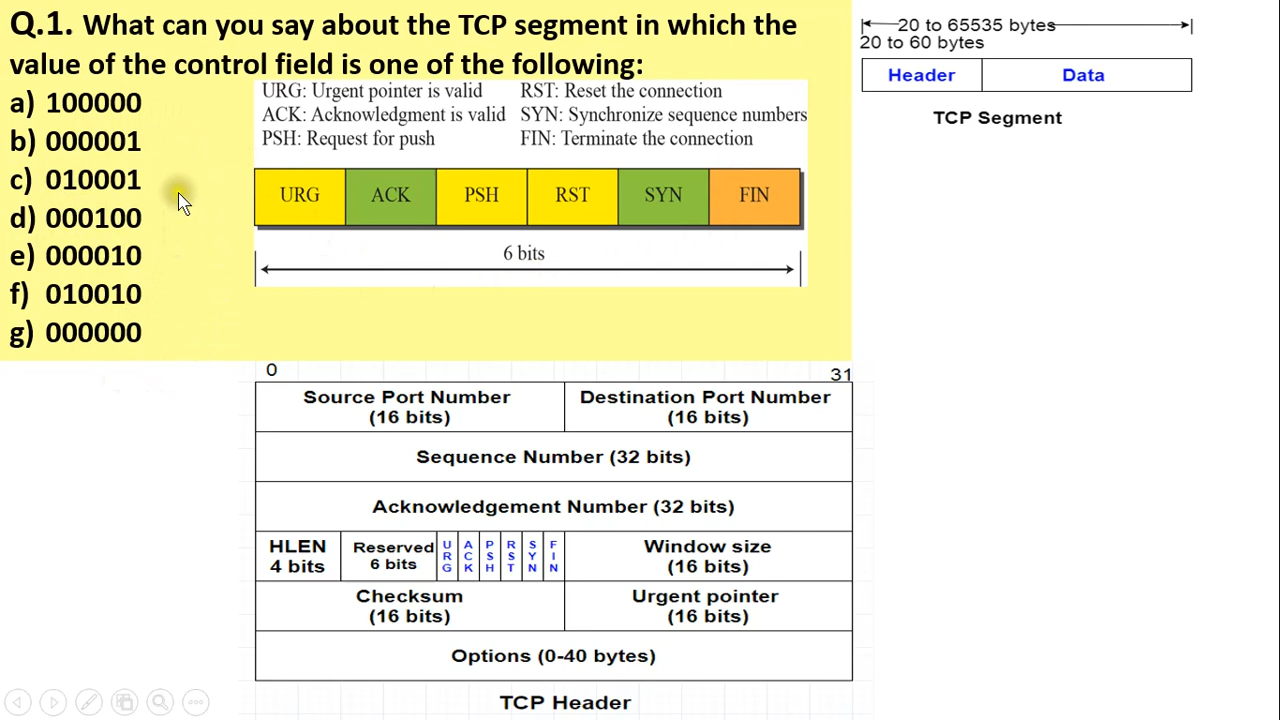 Q.1. What can you say about the TCP segment in which the
value of the control field is one of the following:
a) 100000
b) 000001
c) 010001
d) 000100
e) 000010
f) 010010
g) 000000
URG: Urgent pointer is valid
ACK: Acknowledgment is valid
PSH: Request for push
RST: Reset the connection
SYN: Synchronize sequence numbers
FIN: Terminate the connection
URG ACK PSH RST SYN FIN
6 bits
20 to 65535 bytes
20 to 60 bytes
Header Data
TCP Segment
0 31
Source Port Number
(16 bits)
Destination Port Number
(16 bits)
Sequence Number (32 bits)
Acknowledgement Number (32 bits)
HLEN
4 bits
Reserved
6 bits
URG
ACK
PSH
RST
SYN
FIN
Window size
(16 bits)
Checksum
(16 bits)
Urgent pointer
(16 bits)
Options (0-40 bytes)
TCP Header